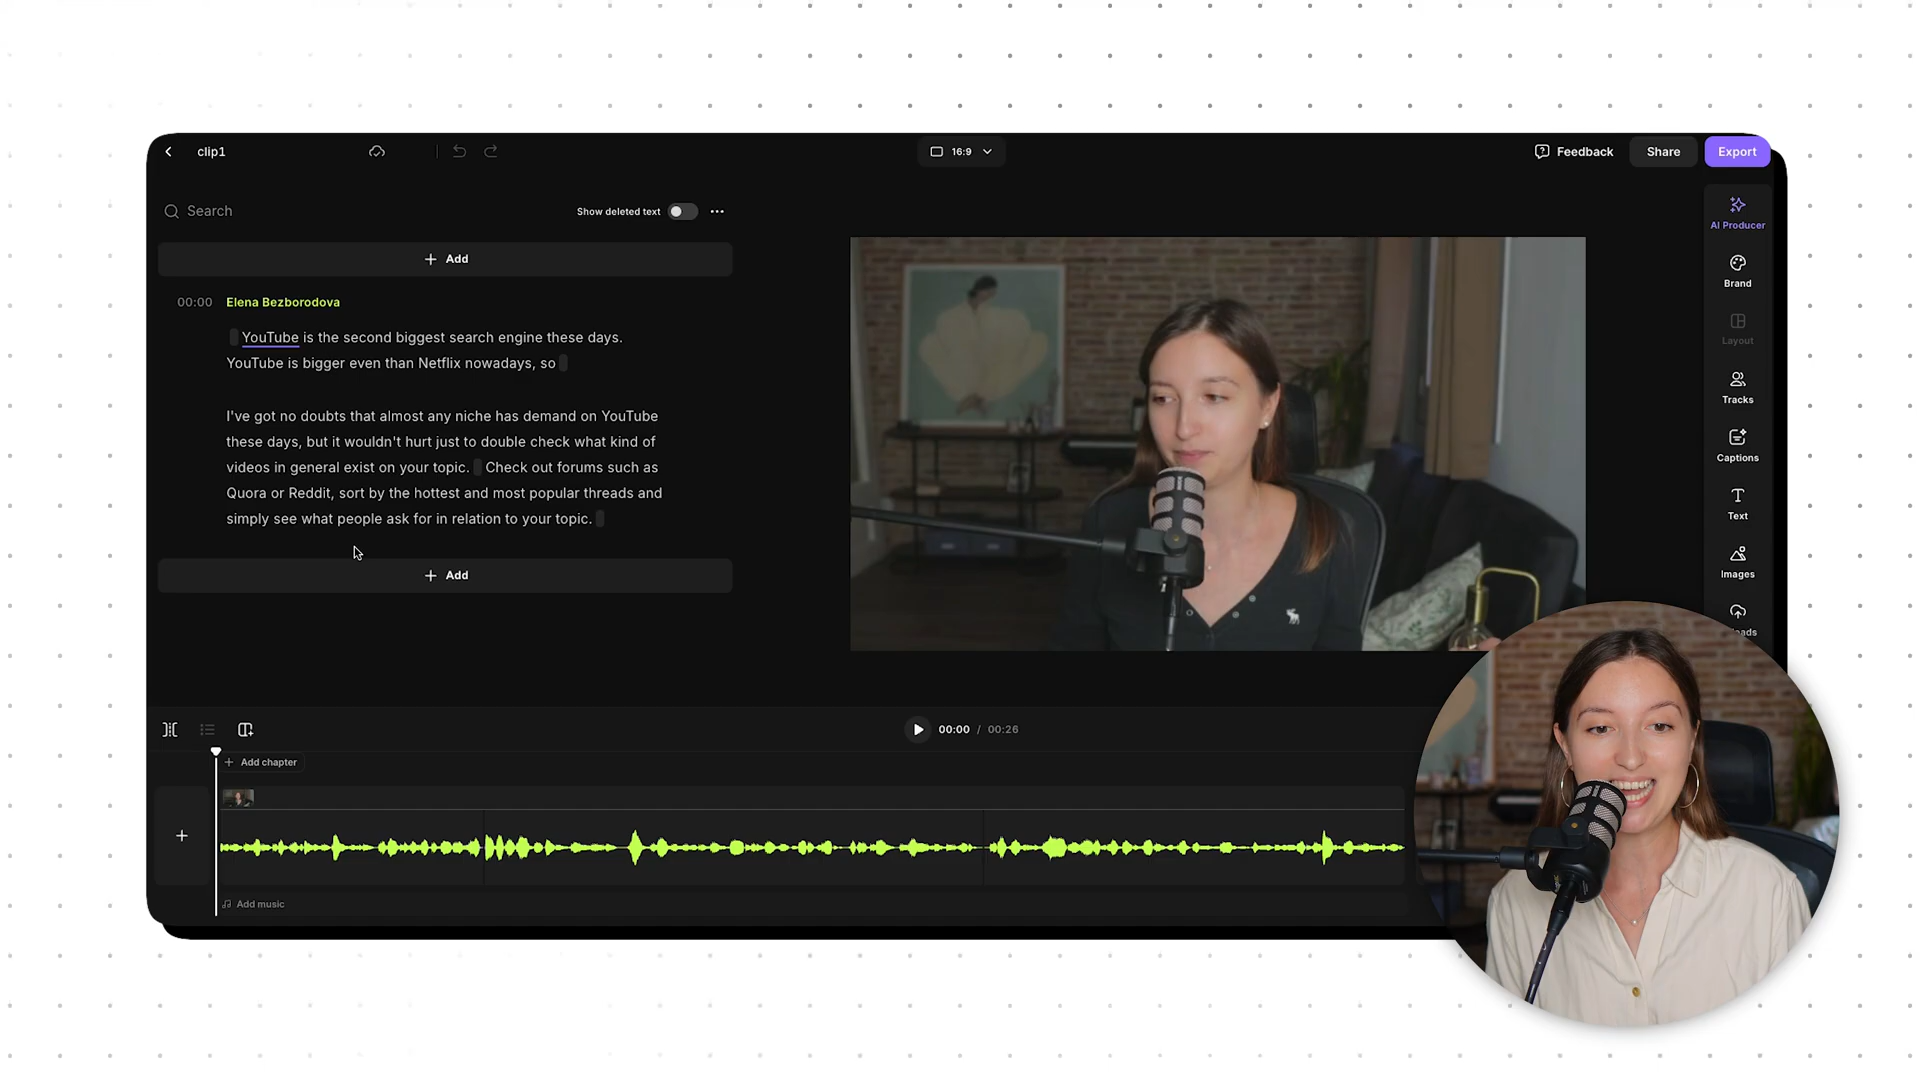 clip1
16:9
Feedback
Share
Export
Search
Show deleted text
Add
00:00 Elena Bezborodova
YouTube is the second biggest search engine these days.
YouTube is bigger even than Netflix nowadays, so
I've got no doubts that almost any niche has demand on YouTube
these days, but it wouldn't hurt just to double check what kind of
videos in general exist on your topic. Check out forums such as
Quora or Reddit, sort by the hottest and most popular threads and
simply see what people ask for in relation to your topic.
Add
AI Producer
Brand
Layout
Tracks
Captions
Text
Images
00:00 / 00:26
Add chapter
Add music